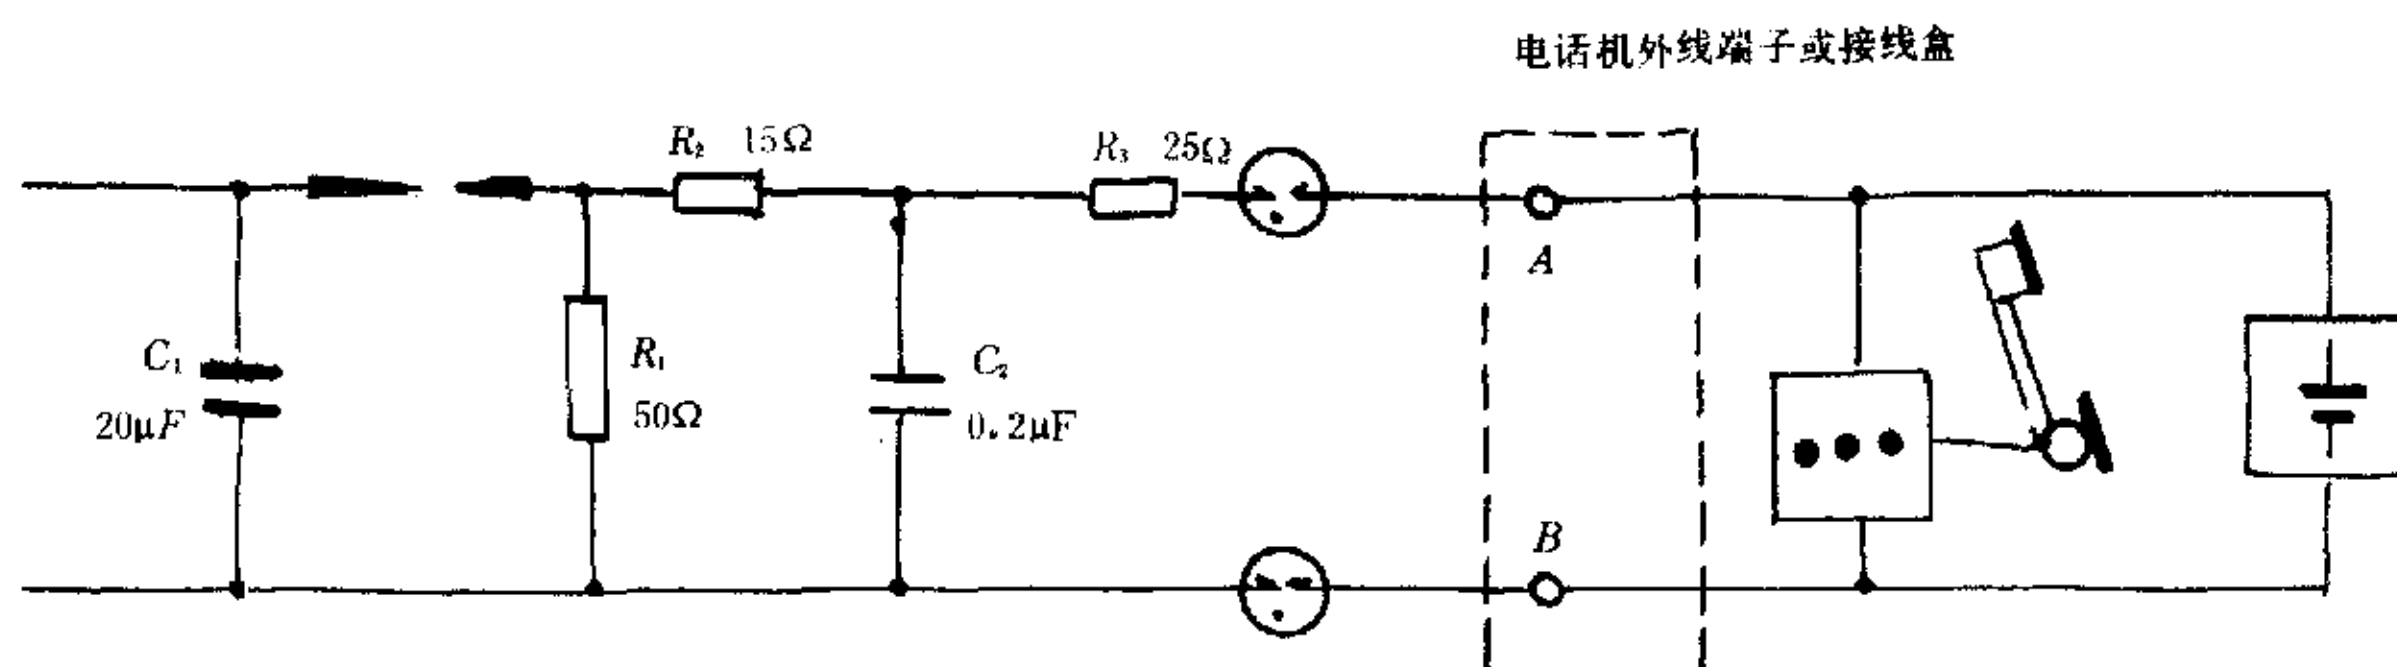 电话机外线端子或接线盒
R₂ 15Ω
R₃ 25Ω
A
C₁
20μF
R₁
50Ω
C₂
0.2μF
B